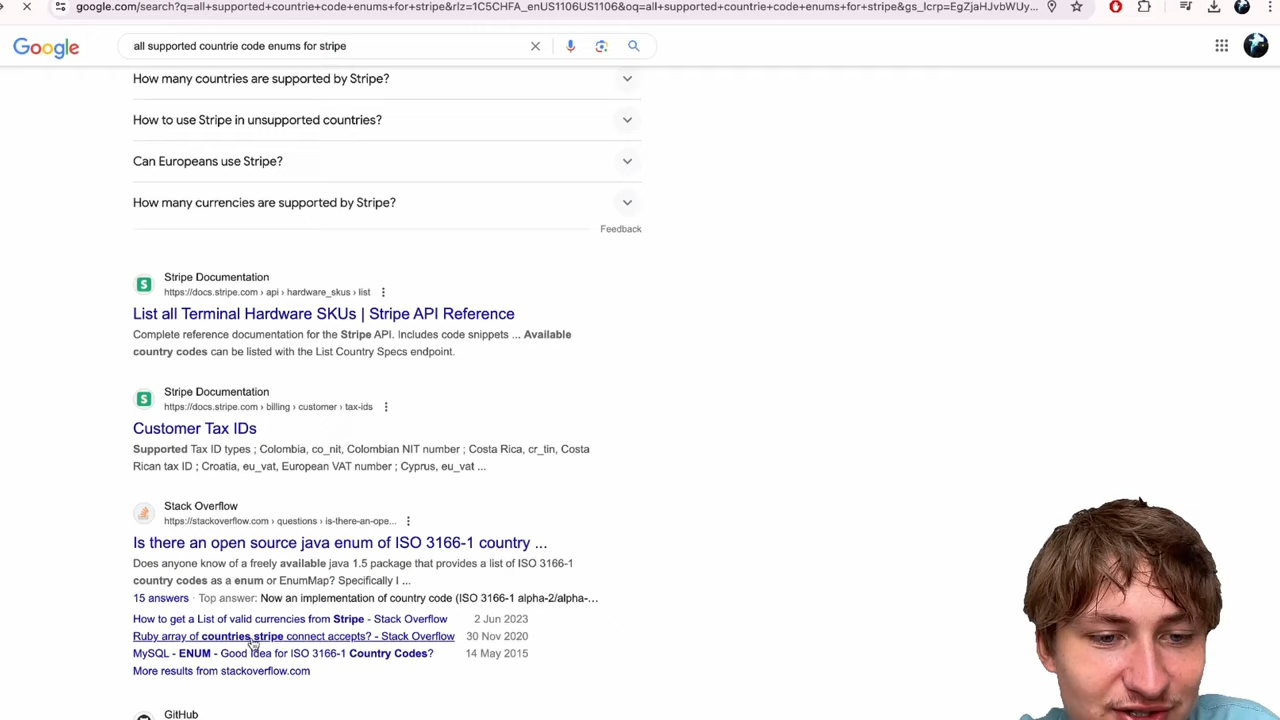 google.com/search?q=all+supported+countrie+code+enums+for+stripe&rlz=1C5CHFA_enUS1106US1106&oq=all+supported+countrie+code+enums+for+stripe&gs_lcrp=EgZjaHJvbWUy...
Google
all supported countrie code enums for stripe
How many countries are supported by Stripe?
How to use Stripe in unsupported countries?
Can Europeans use Stripe?
How many currencies are supported by Stripe?
Feedback
Stripe Documentation
https://docs.stripe.com › api › hardware_skus › list
List all Terminal Hardware SKUs | Stripe API Reference
Complete reference documentation for the Stripe API. Includes code snippets ... Available
country codes can be listed with the List Country Specs endpoint.
Stripe Documentation
https://docs.stripe.com › billing › customer › tax-ids
Customer Tax IDs
Supported Tax ID types ; Colombia, co_nit, Colombian NIT number ; Costa Rica, cr_tin, Costa
Rican tax ID ; Croatia, eu_vat, European VAT number ; Cyprus, eu_vat ...
Stack Overflow
https://stackoverflow.com › questions › is-there-an-ope...
Is there an open source java enum of ISO 3166-1 country ...
Does anyone know of a freely available java 1.5 package that provides a list of ISO 3166-1
country codes as a enum or EnumMap? Specifically I ...
15 answers · Top answer: Now an implementation of country code (ISO 3166-1 alpha-2/alpha-...
How to get a List of valid currencies from Stripe - Stack Overflow 2 Jun 2023
Ruby array of countries stripe connect accepts? - Stack Overflow 30 Nov 2020
MySQL - ENUM - Good Idea for ISO 3166-1 Country Codes? 14 May 2015
More results from stackoverflow.com
GitHub